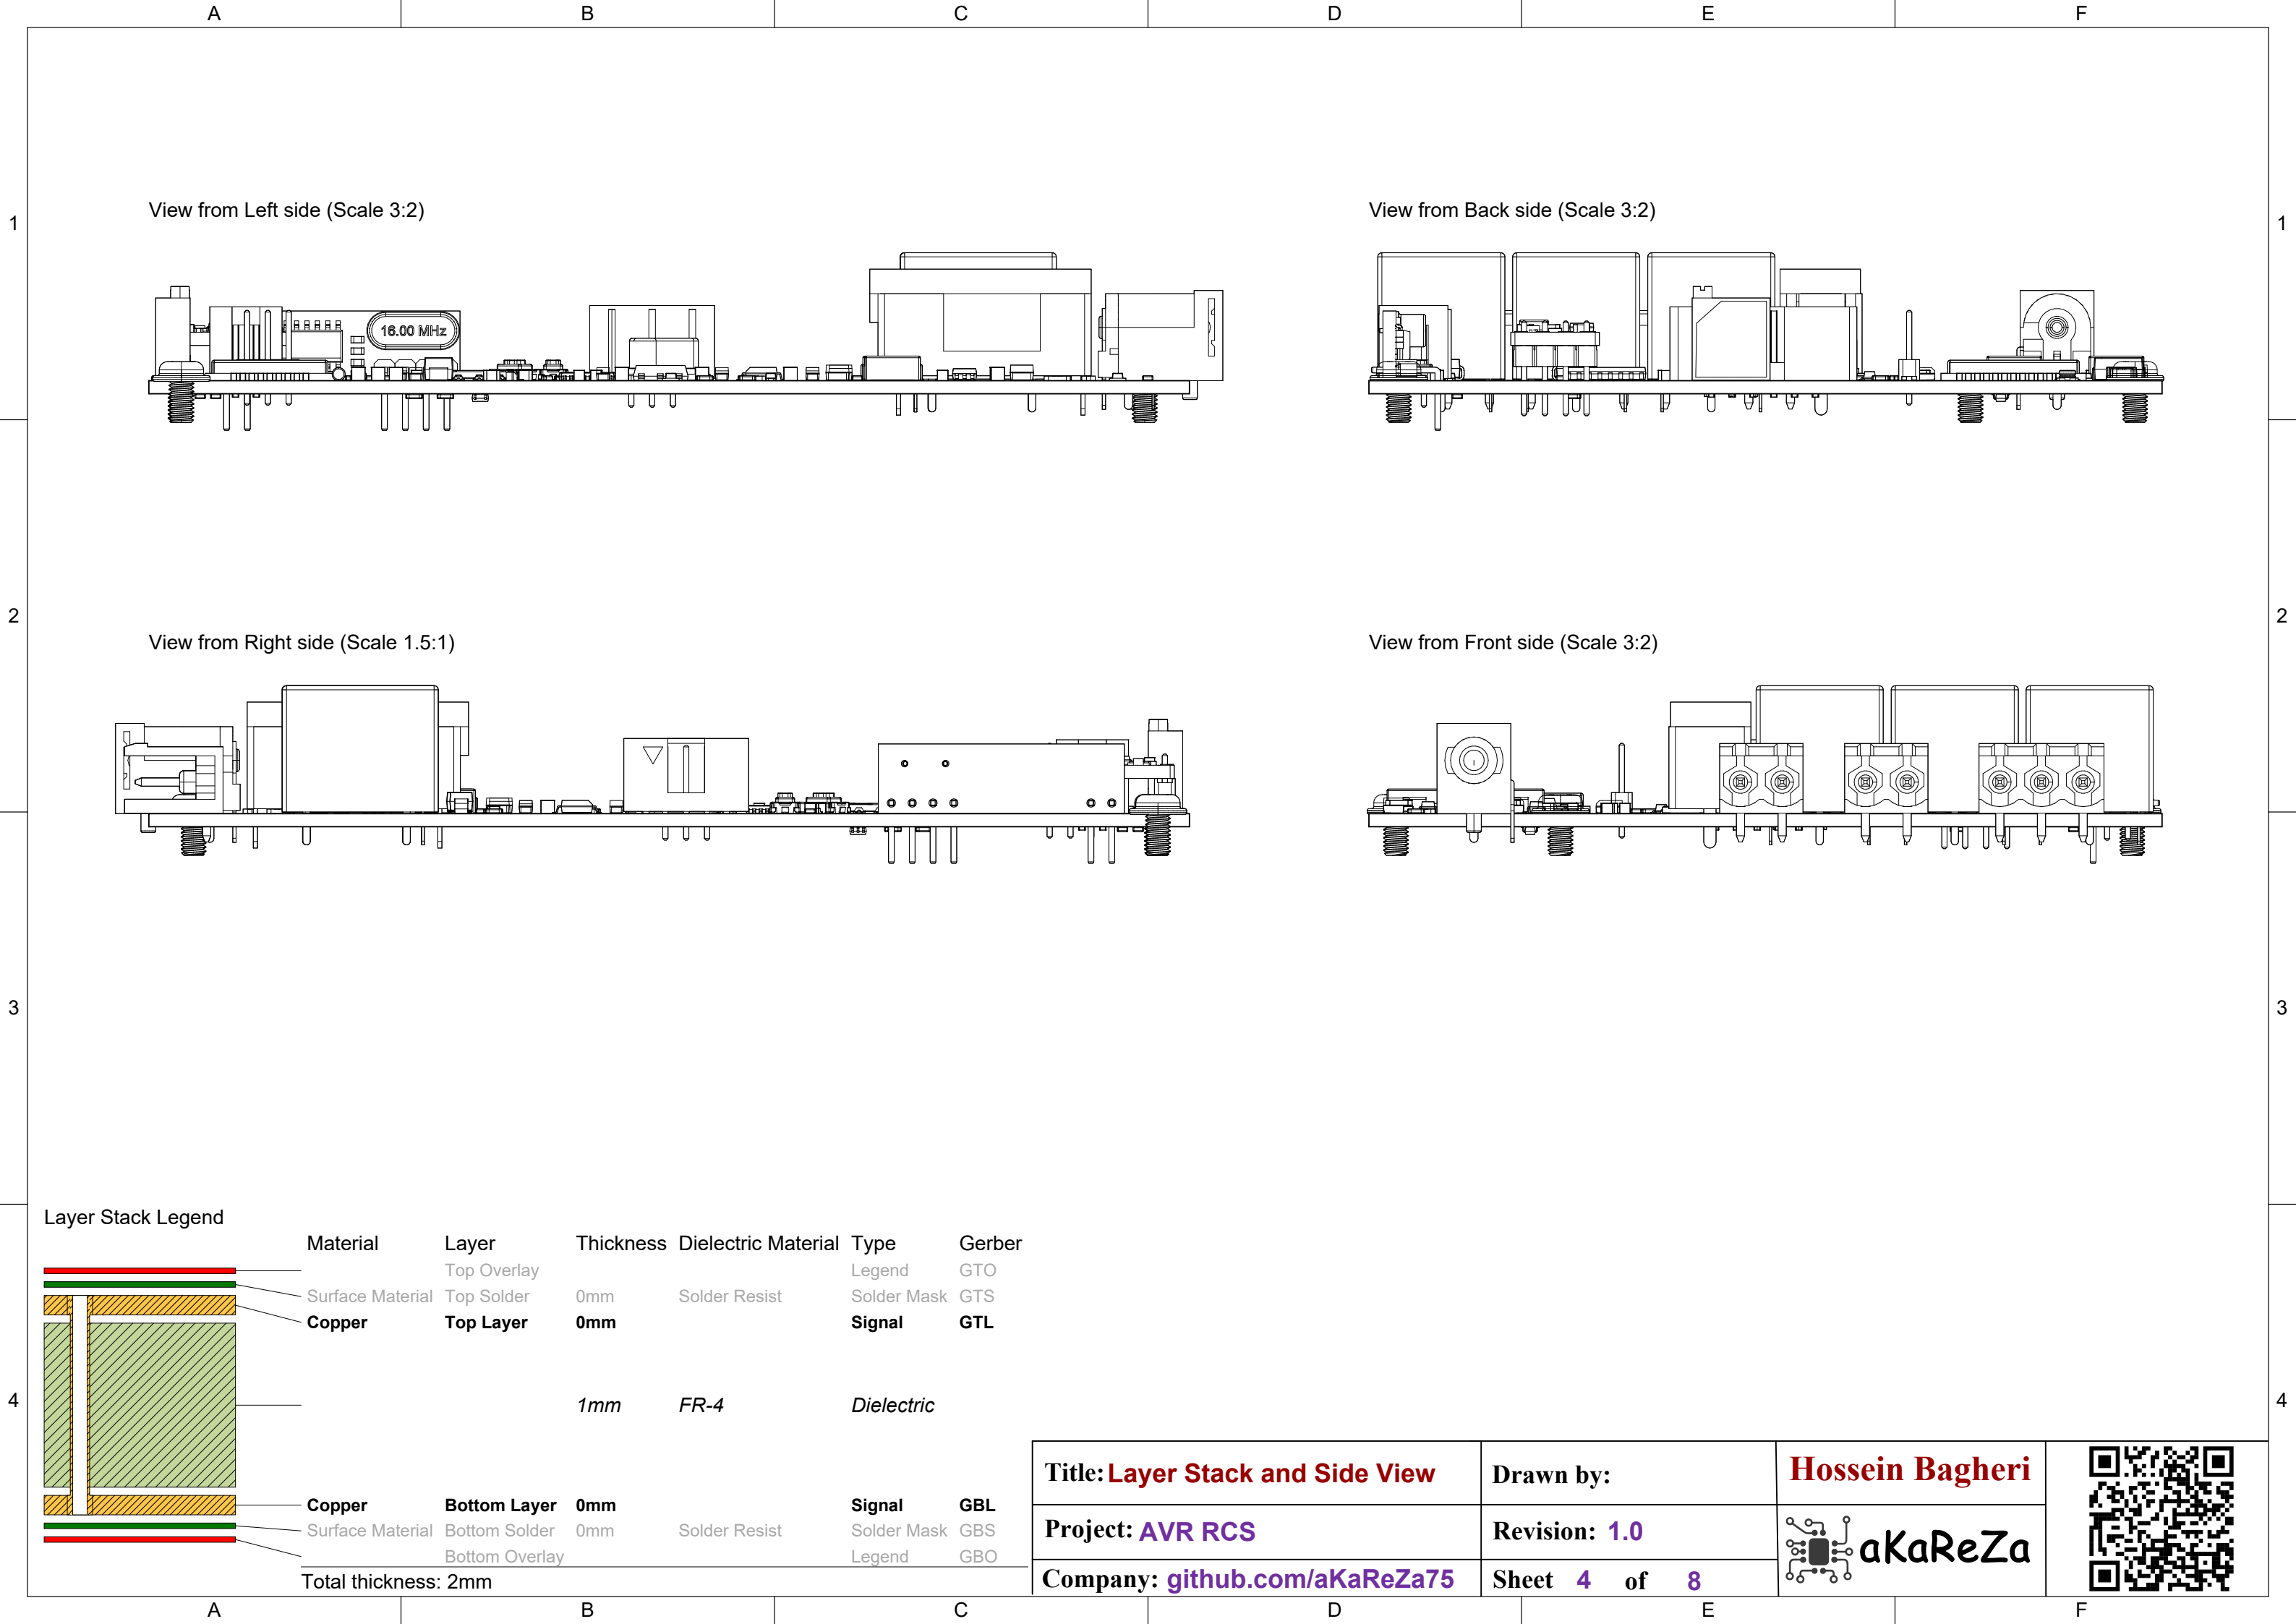 A B C D E F
1 1
View from Left side (Scale 3:2) View from Back side (Scale 3:2)
16.00 MHz
2 2
View from Right side (Scale 1.5:1) View from Front side (Scale 3:2)
3 3
Layer Stack Legend
Material Layer Thickness Dielectric Material Type Gerber
Top Overlay Legend GTO
Surface Material Top Solder 0mm Solder Resist Solder Mask GTS
Copper Top Layer 0mm Signal GTL
4 4
1mm FR-4 Dielectric
Copper Bottom Layer 0mm Signal GBL
Surface Material Bottom Solder 0mm Solder Resist Solder Mask GBS
Bottom Overlay Legend GBO
Total thickness: 2mm
Title: Layer Stack and Side View Drawn by: Hossein Bagheri
Project: AVR RCS Revision: 1.0 aKaReZa
Company: github.com/aKaReZa75 Sheet 4 of 8
A B C D E F